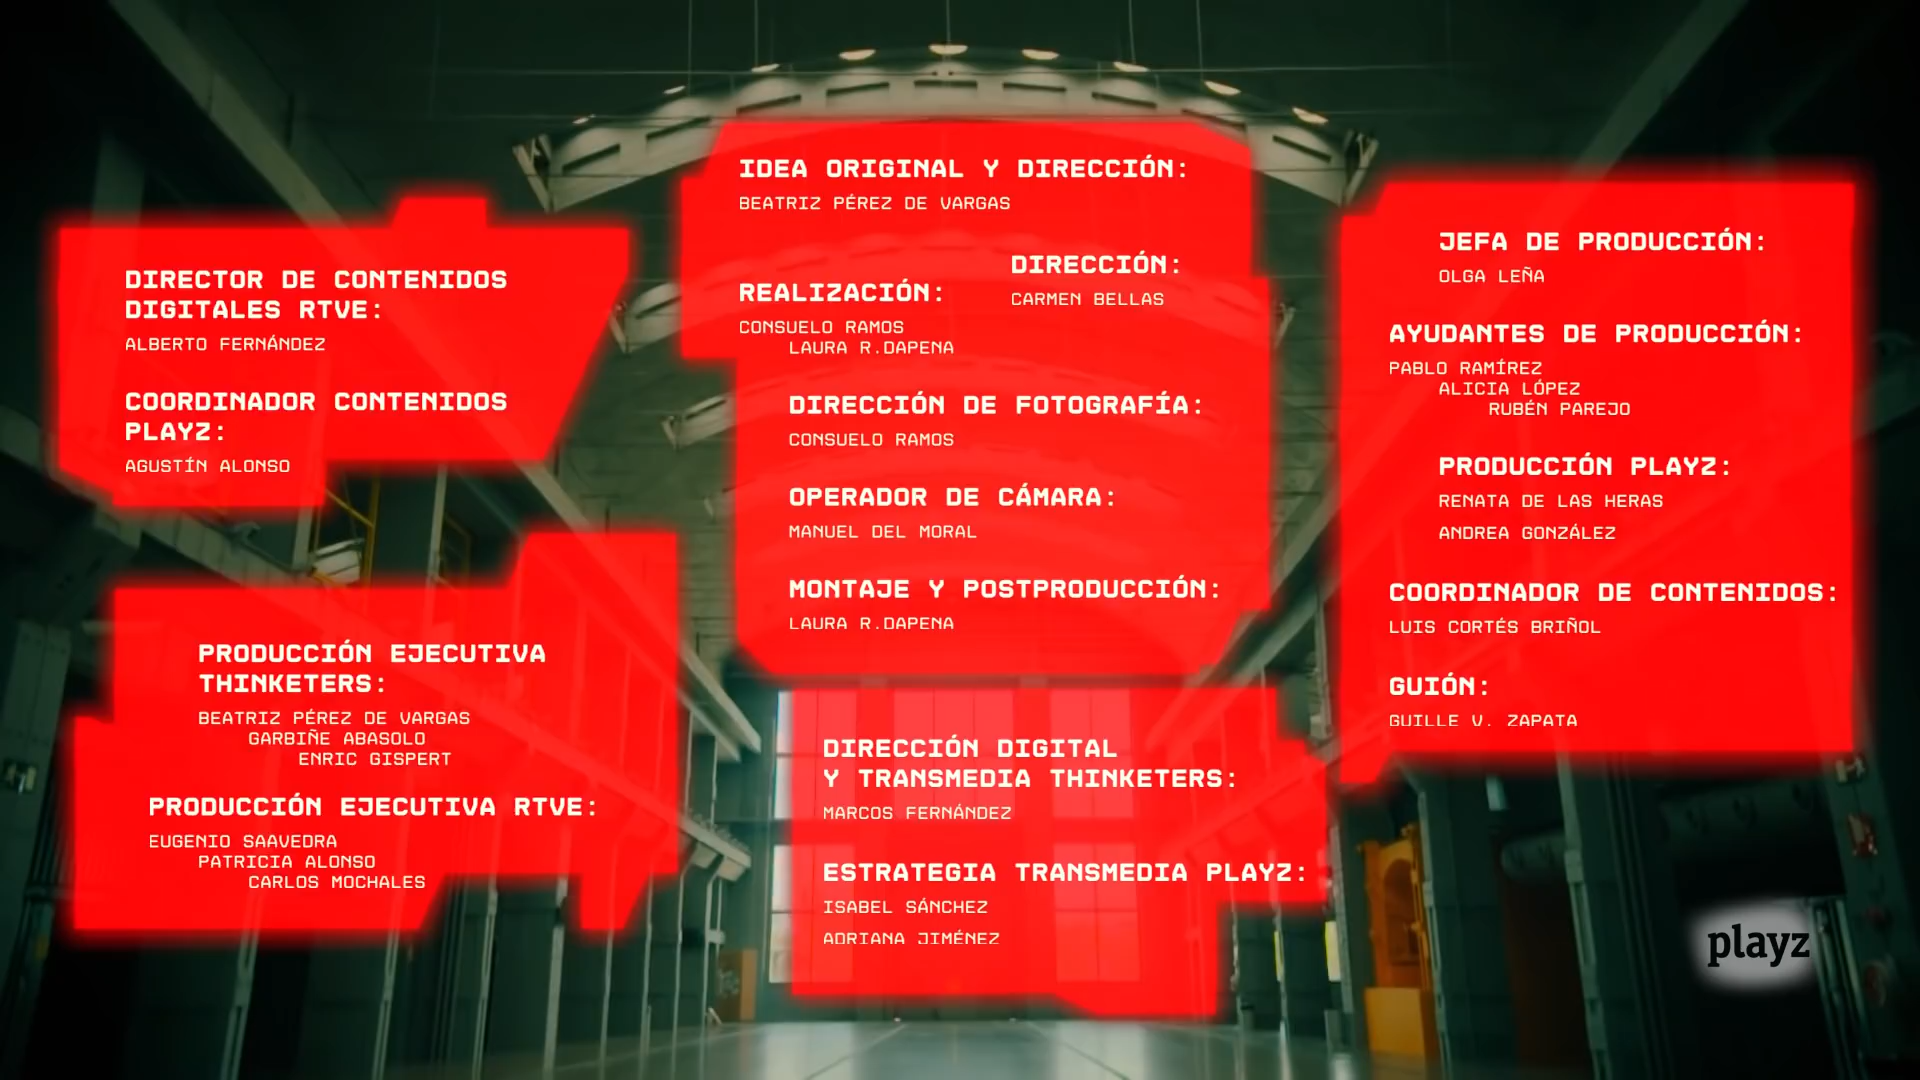 DIRECTOR DE CONTENIDOS
DIGITALES RTVE:
ALBERTO FERNÁNDEZ
COORDINADOR CONTENIDOS
PLAYZ:
AGUSTÍN ALONSO
PRODUCCIÓN EJECUTIVA
THINKETERS:
BEATRIZ PÉREZ DE VARGAS
GARBIÑE ABASOLO
ENRIC GISPERT
PRODUCCIÓN EJECUTIVA RTVE:
EUGENIO SAAVEDRA
PATRICIA ALONSO
CARLOS MOCHALES
IDEA ORIGINAL Y DIRECCIÓN:
BEATRIZ PÉREZ DE VARGAS
DIRECCIÓN:
CARMEN BELLAS
REALIZACIÓN:
CONSUELO RAMOS
LAURA R.DAPENA
DIRECCIÓN DE FOTOGRAFÍA:
CONSUELO RAMOS
OPERADOR DE CÁMARA:
MANUEL DEL MORAL
MONTAJE Y POSTPRODUCCIÓN:
LAURA R.DAPENA
DIRECCIÓN DIGITAL
Y TRANSMEDIA THINKETERS:
MARCOS FERNÁNDEZ
ESTRATEGIA TRANSMEDIA PLAYZ:
ISABEL SÁNCHEZ
ADRIANA JIMÉNEZ
JEFA DE PRODUCCIÓN:
OLGA LEÑA
AYUDANTES DE PRODUCCIÓN:
PABLO RAMÍREZ
ALICIA LÓPEZ
RUBÉN PAREJO
PRODUCCIÓN PLAYZ:
RENATA DE LAS HERAS
ANDREA GONZÁLEZ
COORDINADOR DE CONTENIDOS:
LUIS CORTÉS BRIÑOL
GUIÓN:
GUILLE V. ZAPATA
playz